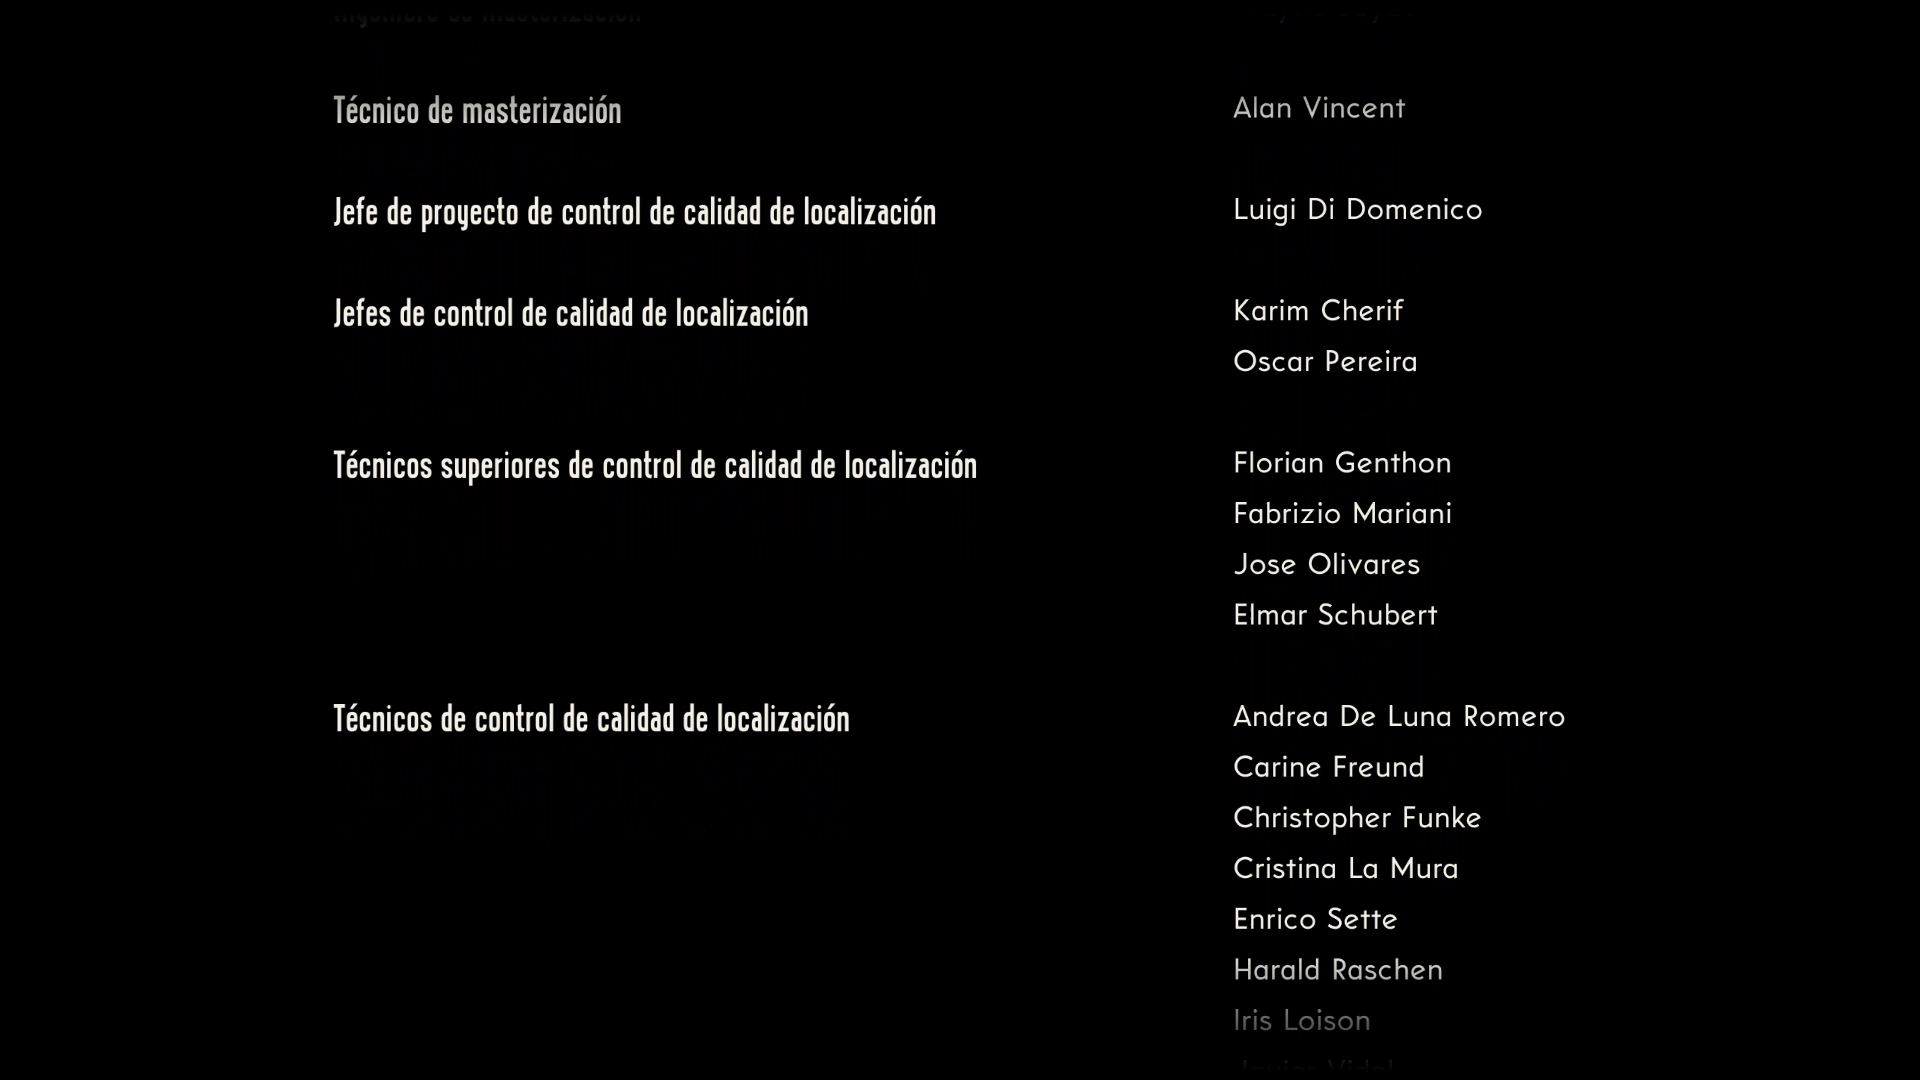 Técnico de masterización Alan Vincent
Jefe de proyecto de control de calidad de localización Luigi Di Domenico
Jefes de control de calidad de localización Karim Cherif
Oscar Pereira
Técnicos superiores de control de calidad de localización Florian Genthon
Fabrizio Mariani
Jose Olivares
Elmar Schubert
Técnicos de control de calidad de localización Andrea De Luna Romero
Carine Freund
Christopher Funke
Cristina La Mura
Enrico Sette
Harald Raschen
Iris Loison